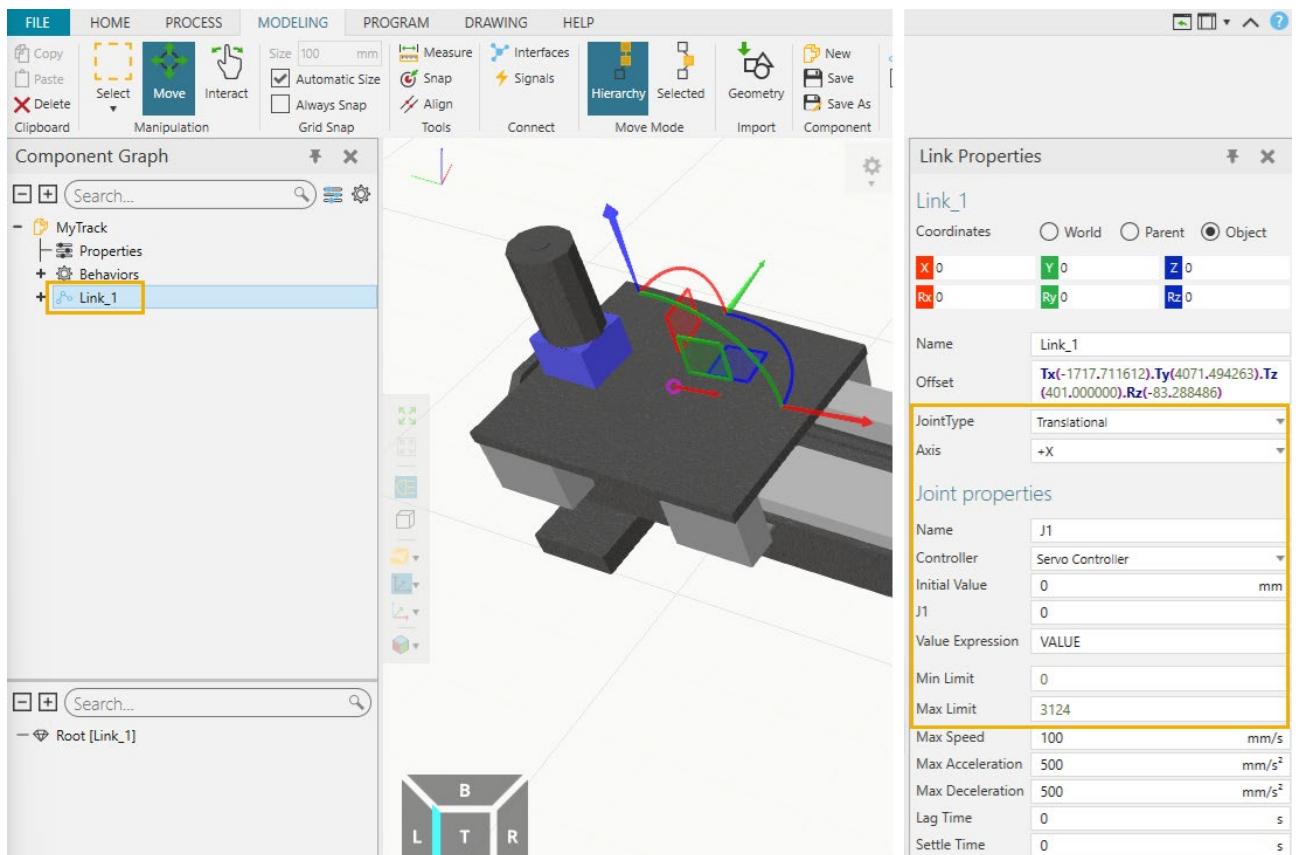 FILE HOME PROCESS MODELING PROGRAM DRAWING HELP
Copy
Paste
Delete
Clipboard
Select Move Interact
Manipulation
Size 100 mm
Automatic Size
Always Snap
Grid Snap
Measure
Snap
Align
Tools
Interfaces
Signals
Connect
Hierarchy Selected
Move Mode
Geometry
Import
New
Save
Save As
Component
Component Graph
Search...
MyTrack
Properties
Behaviors
Link_1
Search...
Root [Link_1]
B
L T R
Link Properties
Link_1
Coordinates World Parent Object
X 0 Y 0 Z 0
Rx 0 Ry 0 Rz 0
Name Link_1
Offset Tx(-1717.711612).Ty(4071.494263).Tz
(401.000000).Rz(-83.288486)
JointType Translational
Axis +X
Joint properties
Name J1
Controller Servo Controller
Initial Value 0 mm
J1 0
Value Expression VALUE
Min Limit 0
Max Limit 3124
Max Speed 100 mm/s
Max Acceleration 500 mm/s²
Max Deceleration 500 mm/s²
Lag Time 0 s
Settle Time 0 s